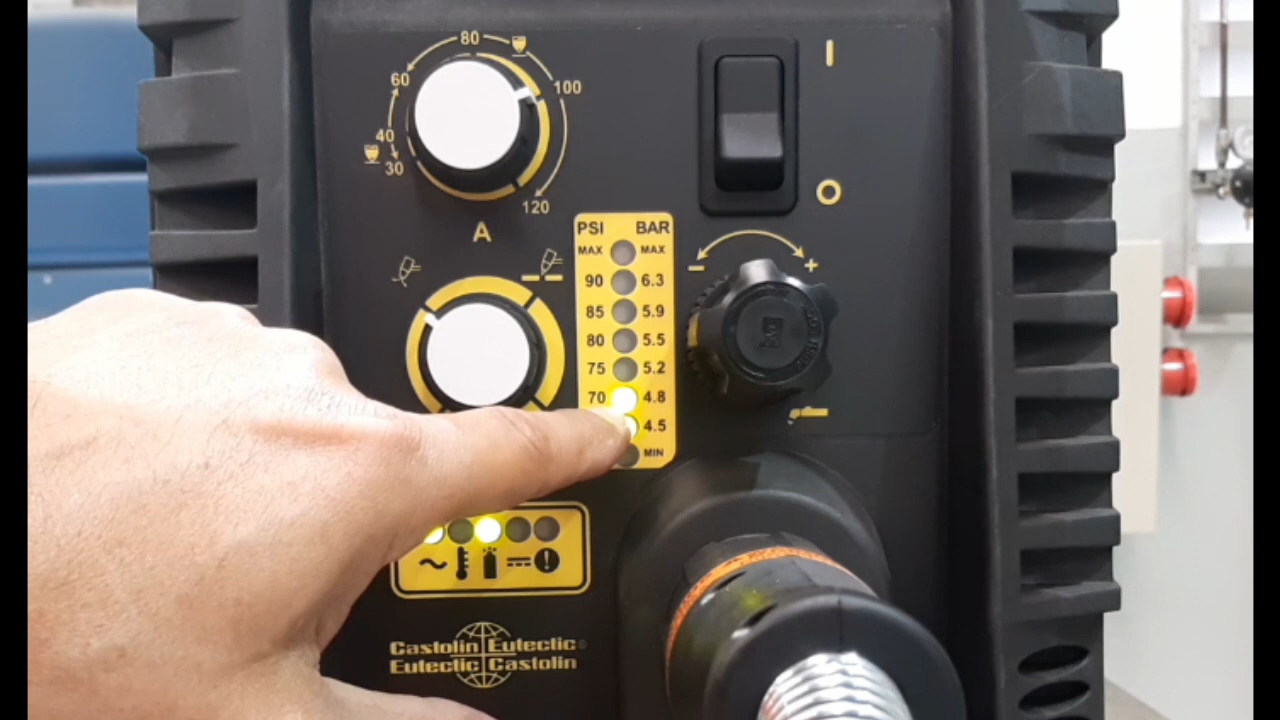 80
60
100
40
30
120
A
I
O
PSI BAR
MAX MAX
90 6.3
85 5.9
80 5.5
75 5.2
70 4.8
4.5
MIN
- +
Castolin Eutectic®
Eutectic Castolin